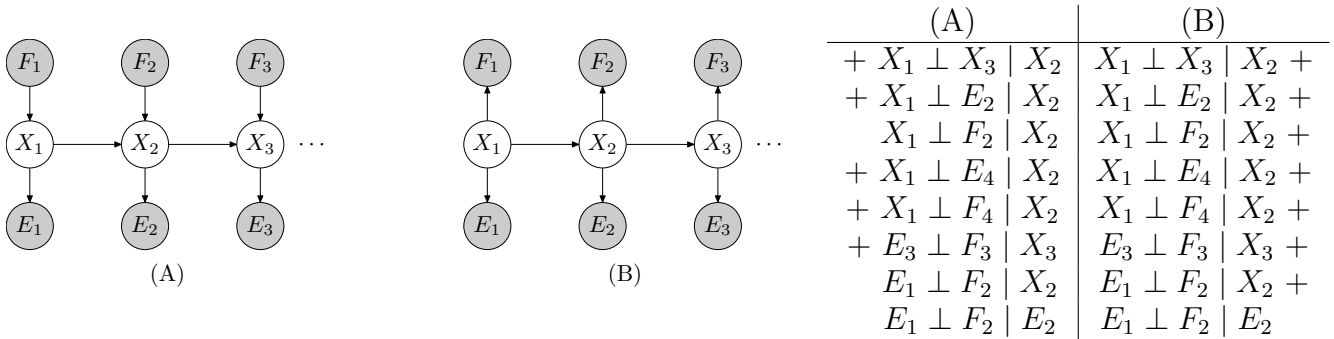 F₁ F₂ F₃
X₁ X₂ X₃ ...
E₁ E₂ E₃
(A)
F₁ F₂ F₃
X₁ X₂ X₃ ...
E₁ E₂ E₃
(B)
(A) (B)
+ X₁ ⊥ X₃ | X₂ X₁ ⊥ X₃ | X₂ +
+ X₁ ⊥ E₂ | X₂ X₁ ⊥ E₂ | X₂ +
X₁ ⊥ F₂ | X₂ X₁ ⊥ F₂ | X₂ +
+ X₁ ⊥ E₄ | X₂ X₁ ⊥ E₄ | X₂ +
+ X₁ ⊥ F₄ | X₂ X₁ ⊥ F₄ | X₂ +
+ E₃ ⊥ F₃ | X₃ E₃ ⊥ F₃ | X₃ +
E₁ ⊥ F₂ | X₂ E₁ ⊥ F₂ | X₂ +
E₁ ⊥ F₂ | E₂ E₁ ⊥ F₂ | E₂